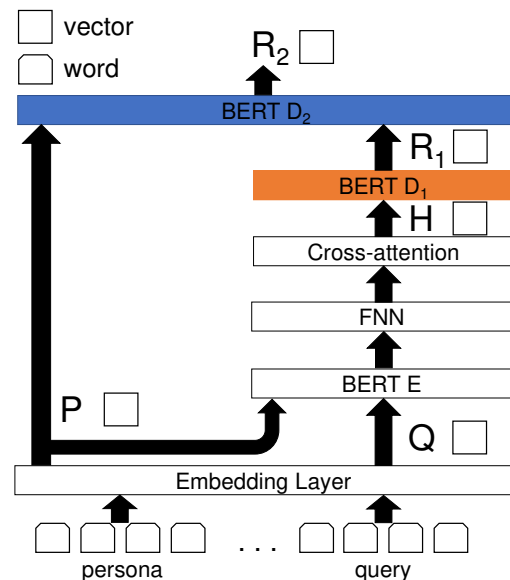 vector
word
R₂
BERT D₂
R₁
BERT D₁
H
Cross-attention
FNN
BERT E
P
Q
Embedding Layer
persona ... query